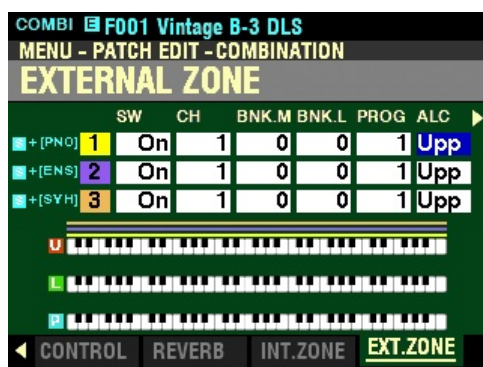 COMBI E F001 Vintage B-3 DLS
MENU - PATCH EDIT - COMBINATION
EXTERNAL ZONE
SW CH BNK.M BNK.L PROG ALC
S + [PNO] 1 On 1 0 0 1 Upp
S +[ENS] 2 On 1 0 0 1 Upp
S +[SYH] 3 On 1 0 0 1 Upp
U
L
P
CONTROL REVERB INT.ZONE EXT.ZONE